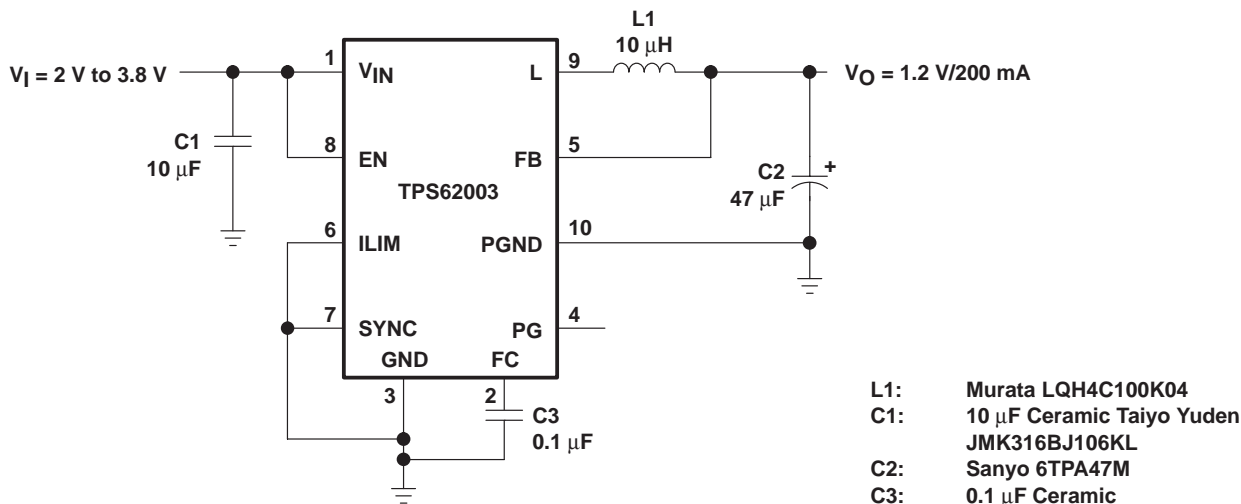 L1
10 μH
1
VIN
L
9
VI = 2 V to 3.8 V
VO = 1.2 V/200 mA
C1
10 μF
8
EN
FB
5
TPS62003
C2
47 μF
+
6
ILIM
PGND
10
7
SYNC
PG
4
GND
FC
3
2
C3
0.1 μF
L1: Murata LQH4C100K04
C1: 10 μF Ceramic Taiyo Yuden
JMK316BJ106KL
C2: Sanyo 6TPA47M
C3: 0.1 μF Ceramic